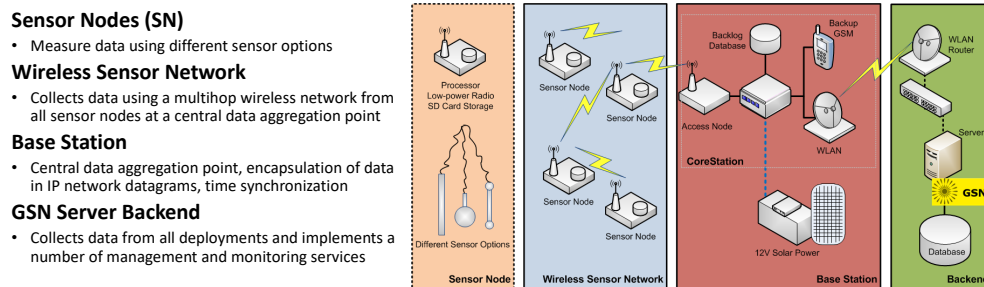 Sensor Nodes (SN)
• Measure data using different sensor options
Wireless Sensor Network
• Collects data using a multihop wireless network from
all sensor nodes at a central data aggregation point
Base Station
• Central data aggregation point, encapsulation of data
in IP network datagrams, time synchronization
GSN Server Backend
• Collects data from all deployments and implements a
number of management and monitoring services
Processor
Low-power Radio
SD Card Storage
Different Sensor Options
Sensor Node
Sensor Node
Sensor Node
Sensor Node
Sensor Node
Wireless Sensor Network
Backlog
Database
Backup
GSM
Access Node
WLAN
CoreStation
12V Solar Power
Base Station
WLAN
Router
Server
GSN
Database
Backend